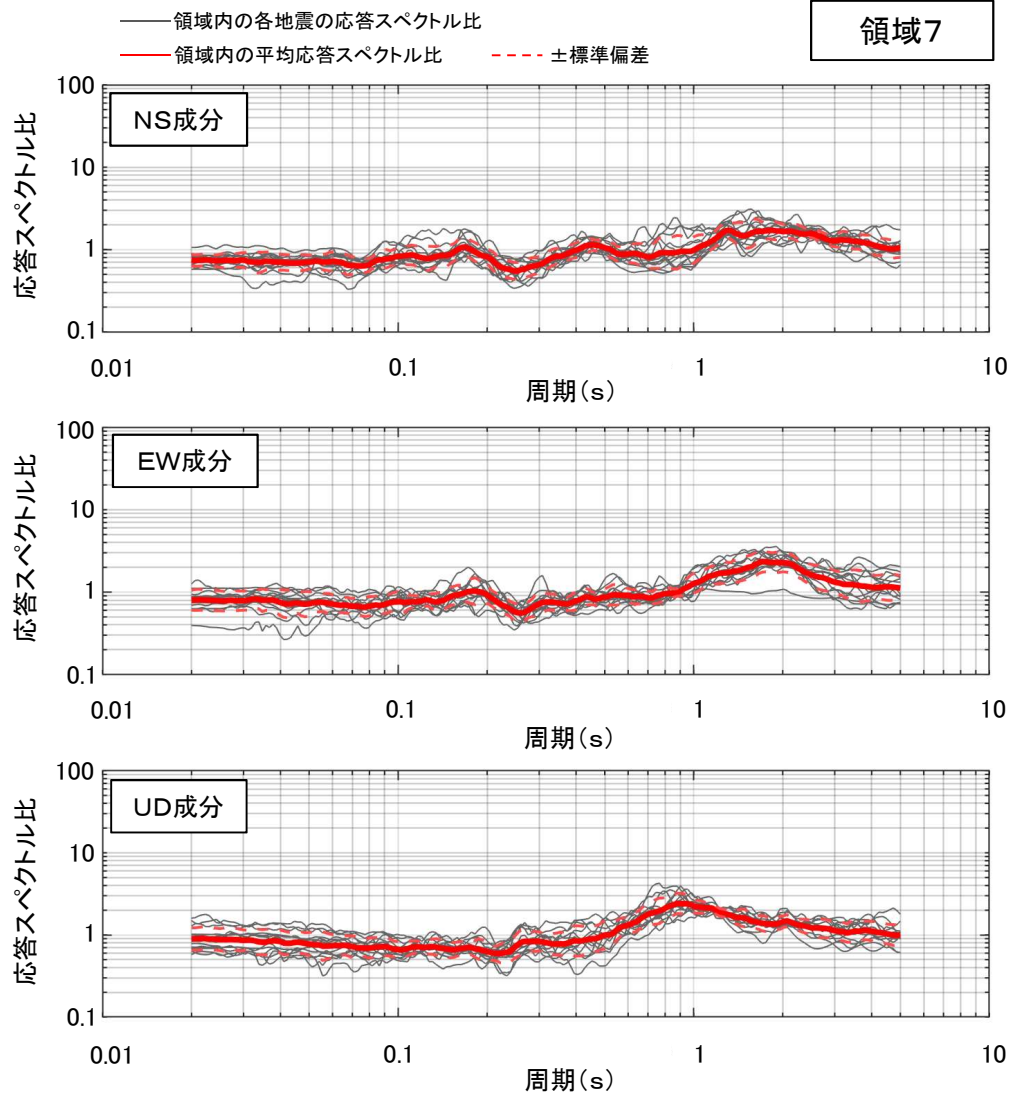 領域内の各地震の応答スペクトル比
領域内の平均応答スペクトル比 ±標準偏差
領域7
NS成分
応答スペクトル比
100
10
1
0.1
0.01 0.1 1 10
周期(s)
EW成分
応答スペクトル比
100
10
1
0.1
0.01 0.1 1 10
周期(s)
UD成分
応答スペクトル比
100
10
1
0.1
0.01 0.1 1 10
周期(s)